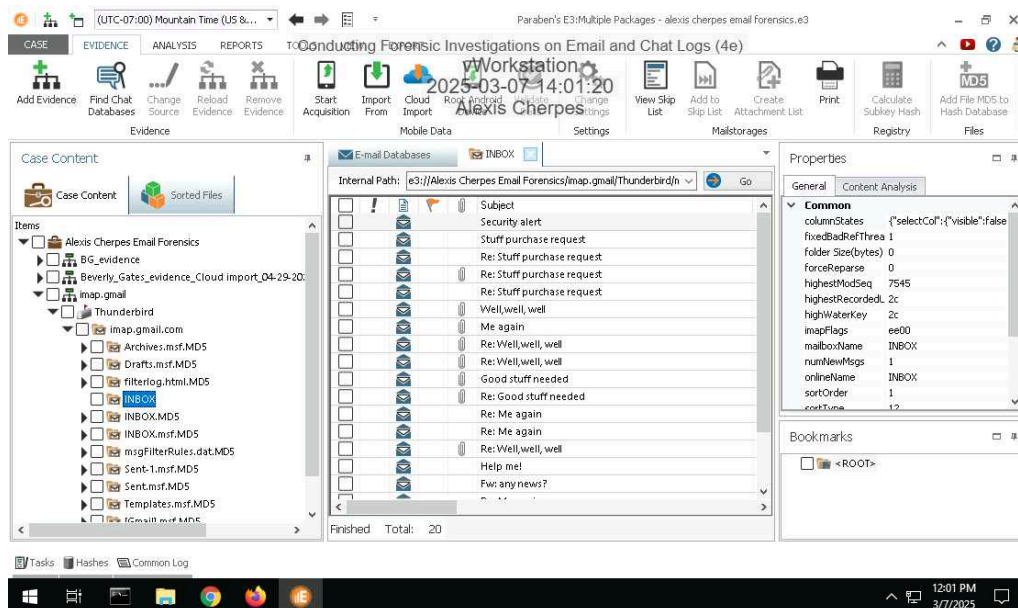 (UTC-07:00) Mountain Time (US &...
Paraben's E3:Multiple Packages - alexis cherpes email forensics.e3
CASE EVIDENCE ANALYSIS REPORTS
Conducting Forensic Investigations on Email and Chat Logs (4e)
vWorkstation
2025-03-07 14:01:20
Alexis Cherpes
Add Evidence
Find Chat Databases
Change Source
Reload Evidence
Remove Evidence
Start Acquisition
Import From
Cloud Import
Root Android
Change Settings
View Skip List
Add to Skip List
Create Attachment List
Print
Calculate Subkey Hash
MD5
Add File MD5 to Hash Database
Evidence
Mobile Data
Settings
Mailstorages
Registry
Files
Case Content
Case Content
Sorted Files
Items
Alexis Cherpes Email Forensics
BG_evidence
Beverly_Gates_evidence_Cloud import_04-29-20
imap.gmail
Thunderbird
imap.gmail.com
Archives.msf.MD5
Drafts.msf.MD5
filterlog.html.MD5
INBOX
INBOX.MD5
INBOX.msf.MD5
msgFilterRules.dat.MD5
Sent-1.msf.MD5
Sent.msf.MD5
Templates.msf.MD5
[Gmail].msf.MD5
E-mail Databases
INBOX
Internal Path: e3://Alexis Cherpes Email Forensics/imap.gmail/Thunderbird/n
Go
Subject
Security alert
Stuff purchase request
Re: Stuff purchase request
Re: Stuff purchase request
Re: Stuff purchase request
Well,well, well
Me again
Re: Well,well, well
Re: Well,well, well
Good stuff needed
Re: Good stuff needed
Re: Me again
Re: Me again
Re: Well,well, well
Help me!
Fw: any news?
Finished Total: 20
Properties
General
Content Analysis
Common
columnStates {"selectCol":{"visible":false
fixedBadRefThrea 1
folder Size(bytes) 0
forceReparse 0
highestModSeq 7545
highestRecordedL 2c
highWaterKey 2c
imapFlags ee00
mailboxName INBOX
numNewMsgs 1
onlineName INBOX
sortOrder 1
sortType 12
Bookmarks
<ROOT>
Tasks Hashes Common Log
12:01 PM
3/7/2025